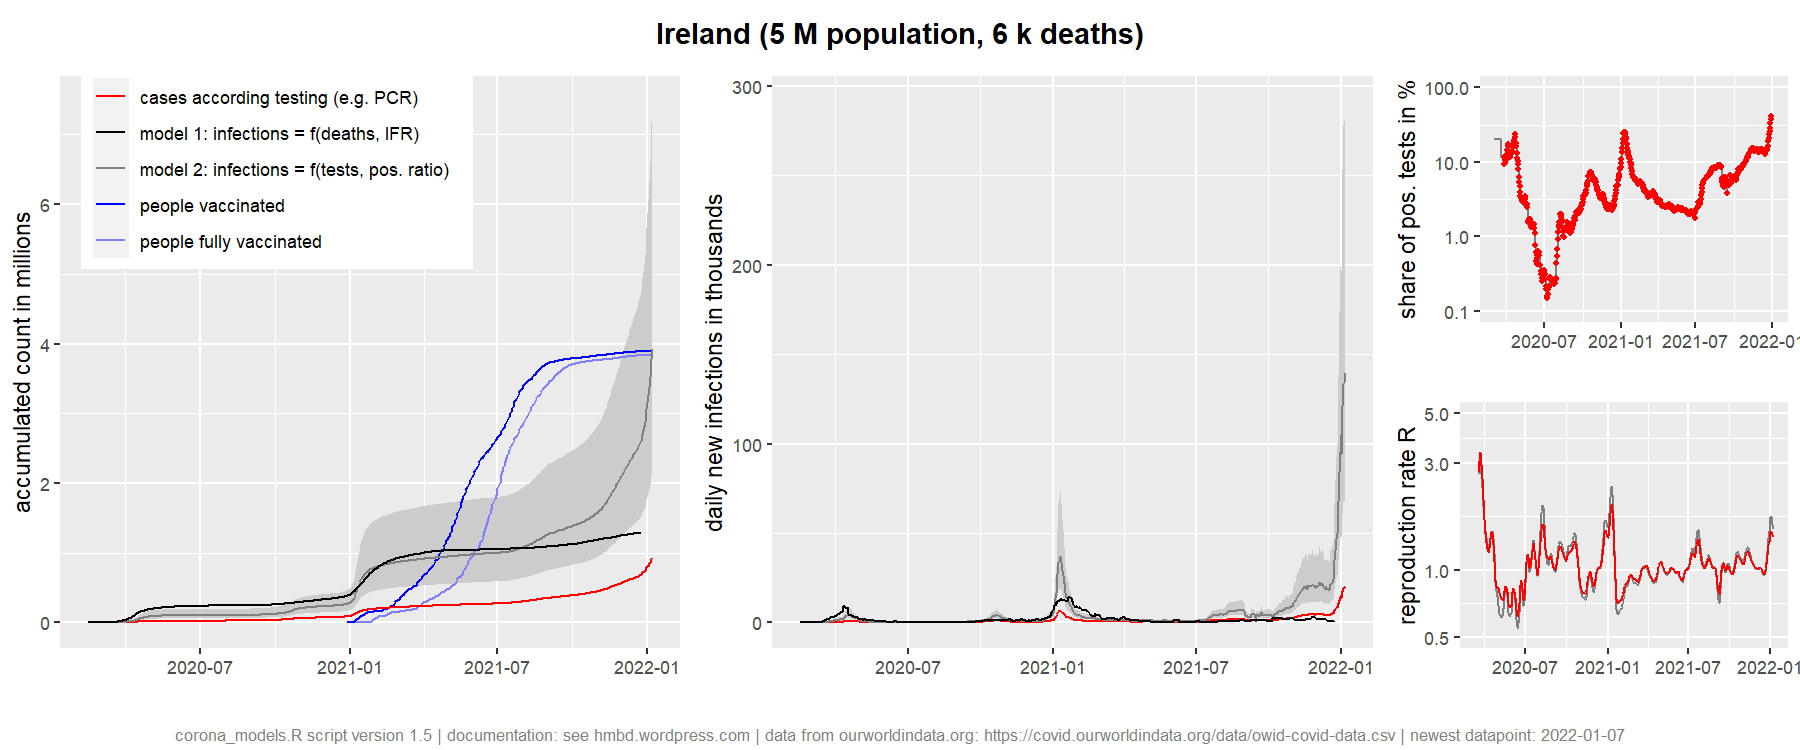 Ireland (5 M population, 6 k deaths)
cases according testing (e.g. PCR)
model 1: infections = f(deaths, IFR)
model 2: infections = f(tests, pos. ratio)
people vaccinated
people fully vaccinated
accumulated count in millions
6
4
2
0
2020-07
2021-01
2021-07
2022-01
daily new infections in thousands
300
200
100
0
2020-07
2021-01
2021-07
2022-01
share of pos. tests in %
100.0
10.0
1.0
0.1
2020-07
2021-01
2021-07
2022-01
reproduction rate R
5.0
3.0
1.0
0.5
2020-07
2021-01
2021-07
2022-01
corona_models.R script version 1.5 | documentation: see hmbd.wordpress.com | data from ourworldindata.org: https://covid.ourworldindata.org/data/owid-covid-data.csv | newest datapoint: 2022-01-07